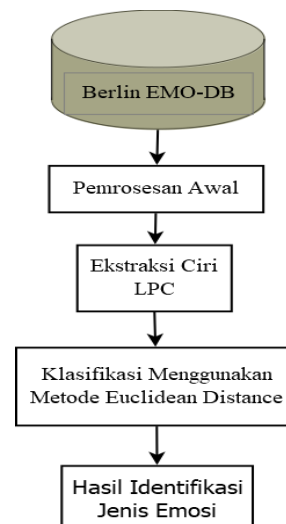 Berlin EMO-DB
Pemrosesan Awal
Ekstraksi Ciri
LPC
Klasifikasi Menggunakan
Metode Euclidean Distance
Hasil Identifikasi
Jenis Emosi